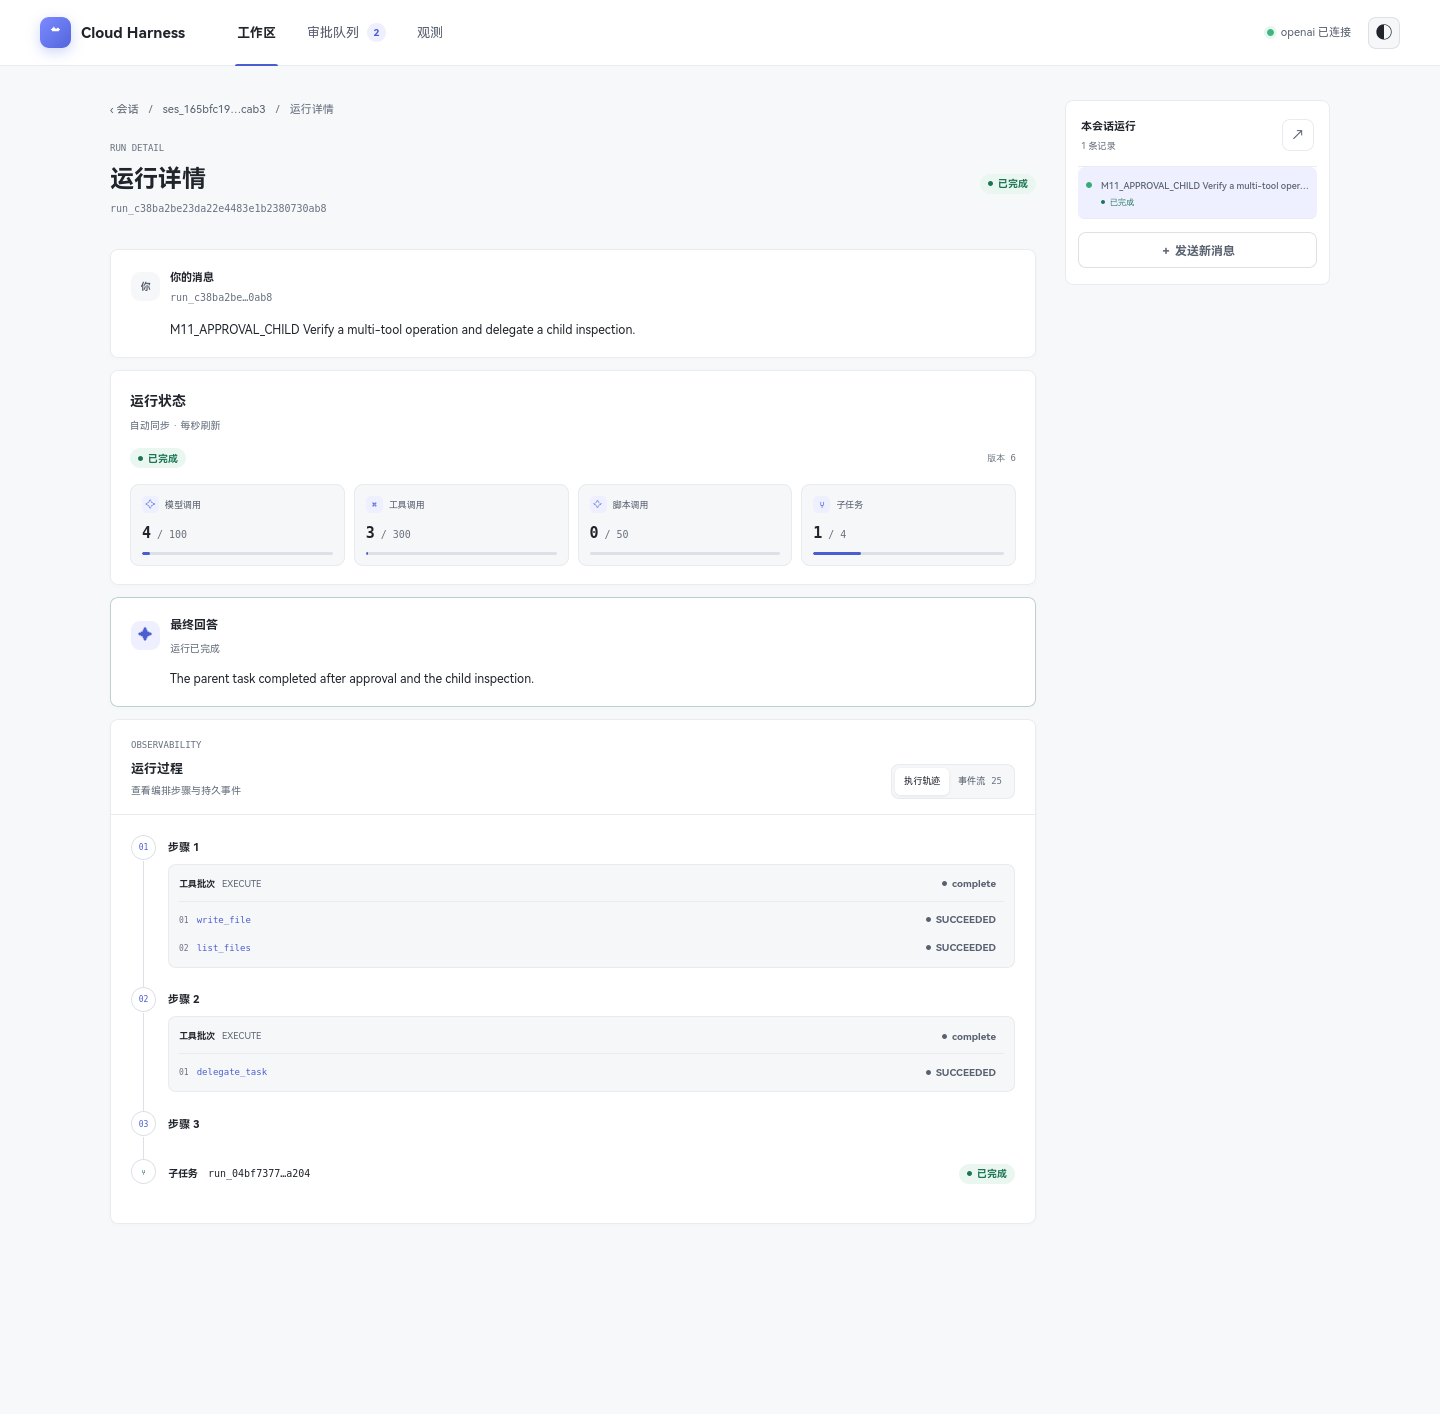 Cloud Harness
工作区
审批队列 2
观测
openai 已连接
‹ 会话 / ses_165bfc19…cab3 / 运行详情
RUN DETAIL
运行详情
已完成
run_c38ba2be23da22e4483e1b2380730ab8
你
你的消息
run_c38ba2be…0ab8
M11_APPROVAL_CHILD Verify a multi-tool operation and delegate a child inspection.
运行状态
自动同步 · 每秒刷新
已完成
版本 6
模型调用
4 / 100
工具调用
3 / 300
脚本调用
0 / 50
子任务
1 / 4
最终回答
运行已完成
The parent task completed after approval and the child inspection.
OBSERVABILITY
运行过程
查看编排步骤与持久事件
执行轨迹
事件流 25
01 步骤 1
工具批次 EXECUTE complete
01 write_file SUCCEEDED
02 list_files SUCCEEDED
02 步骤 2
工具批次 EXECUTE complete
01 delegate_task SUCCEEDED
03 步骤 3
子任务 run_04bf7377…a204 已完成
本会话运行
1 条记录
M11_APPROVAL_CHILD Verify a multi-tool oper…
已完成
+ 发送新消息